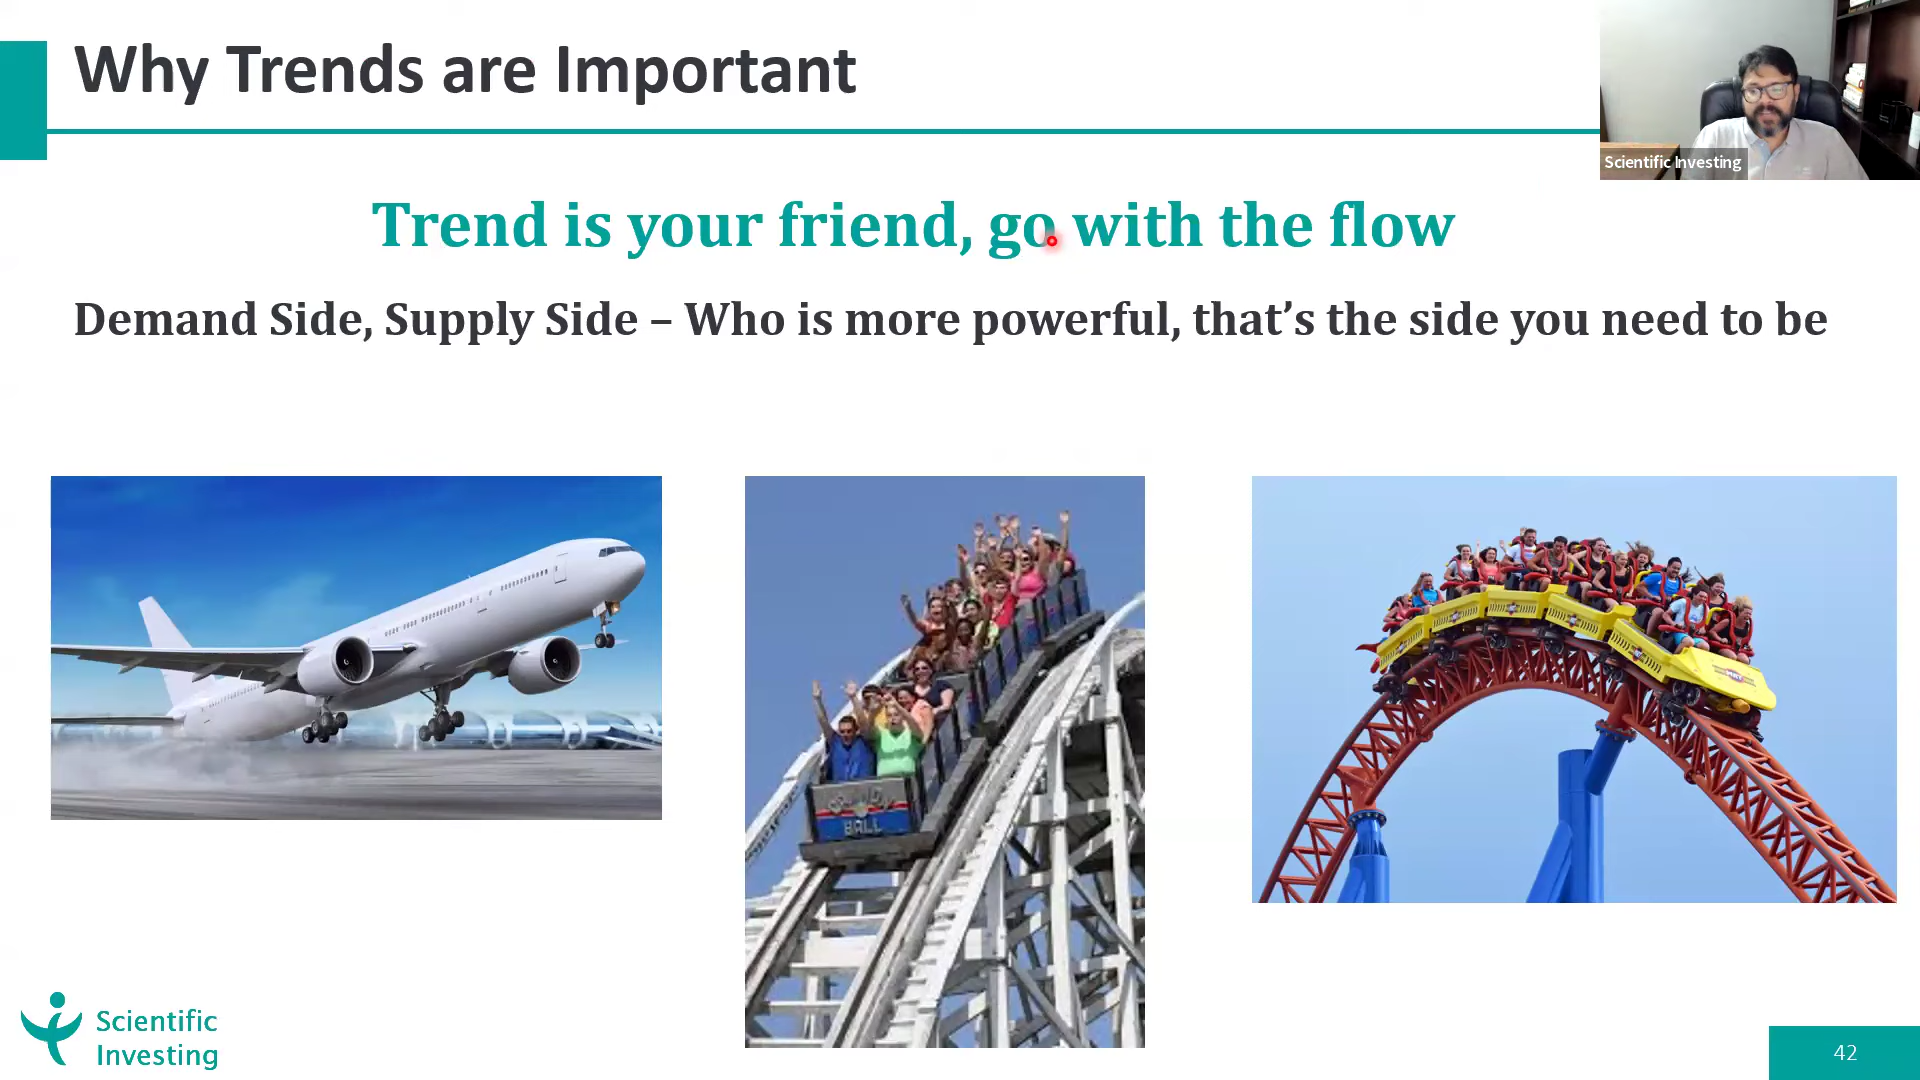 Why Trends are Important
Scientific Investing
Trend is your friend, go with the flow
Demand Side, Supply Side – Who is more powerful, that’s the side you need to be
BALL
Scientific
Investing
42